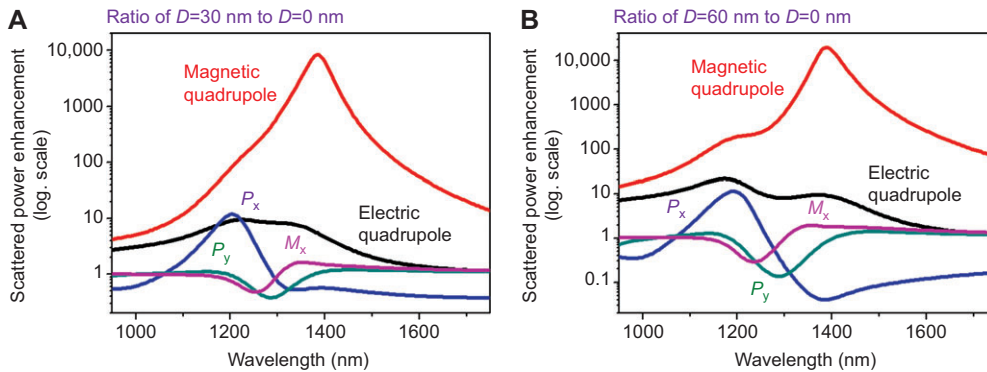 A
Ratio of D=30 nm to D=0 nm
Scattered power enhancement
(log. scale)
10,000
1000
100
10
1
Magnetic
quadrupole
Electric
quadrupole
Px
Py
Mx
1000
1200
1400
1600
Wavelength (nm)
B
Ratio of D=60 nm to D=0 nm
Scattered power enhancement
(log. scale)
10,000
1000
100
10
1
0.1
Magnetic
quadrupole
Electric
quadrupole
Px
Mx
Py
1000
1200
1400
1600
Wavelength (nm)